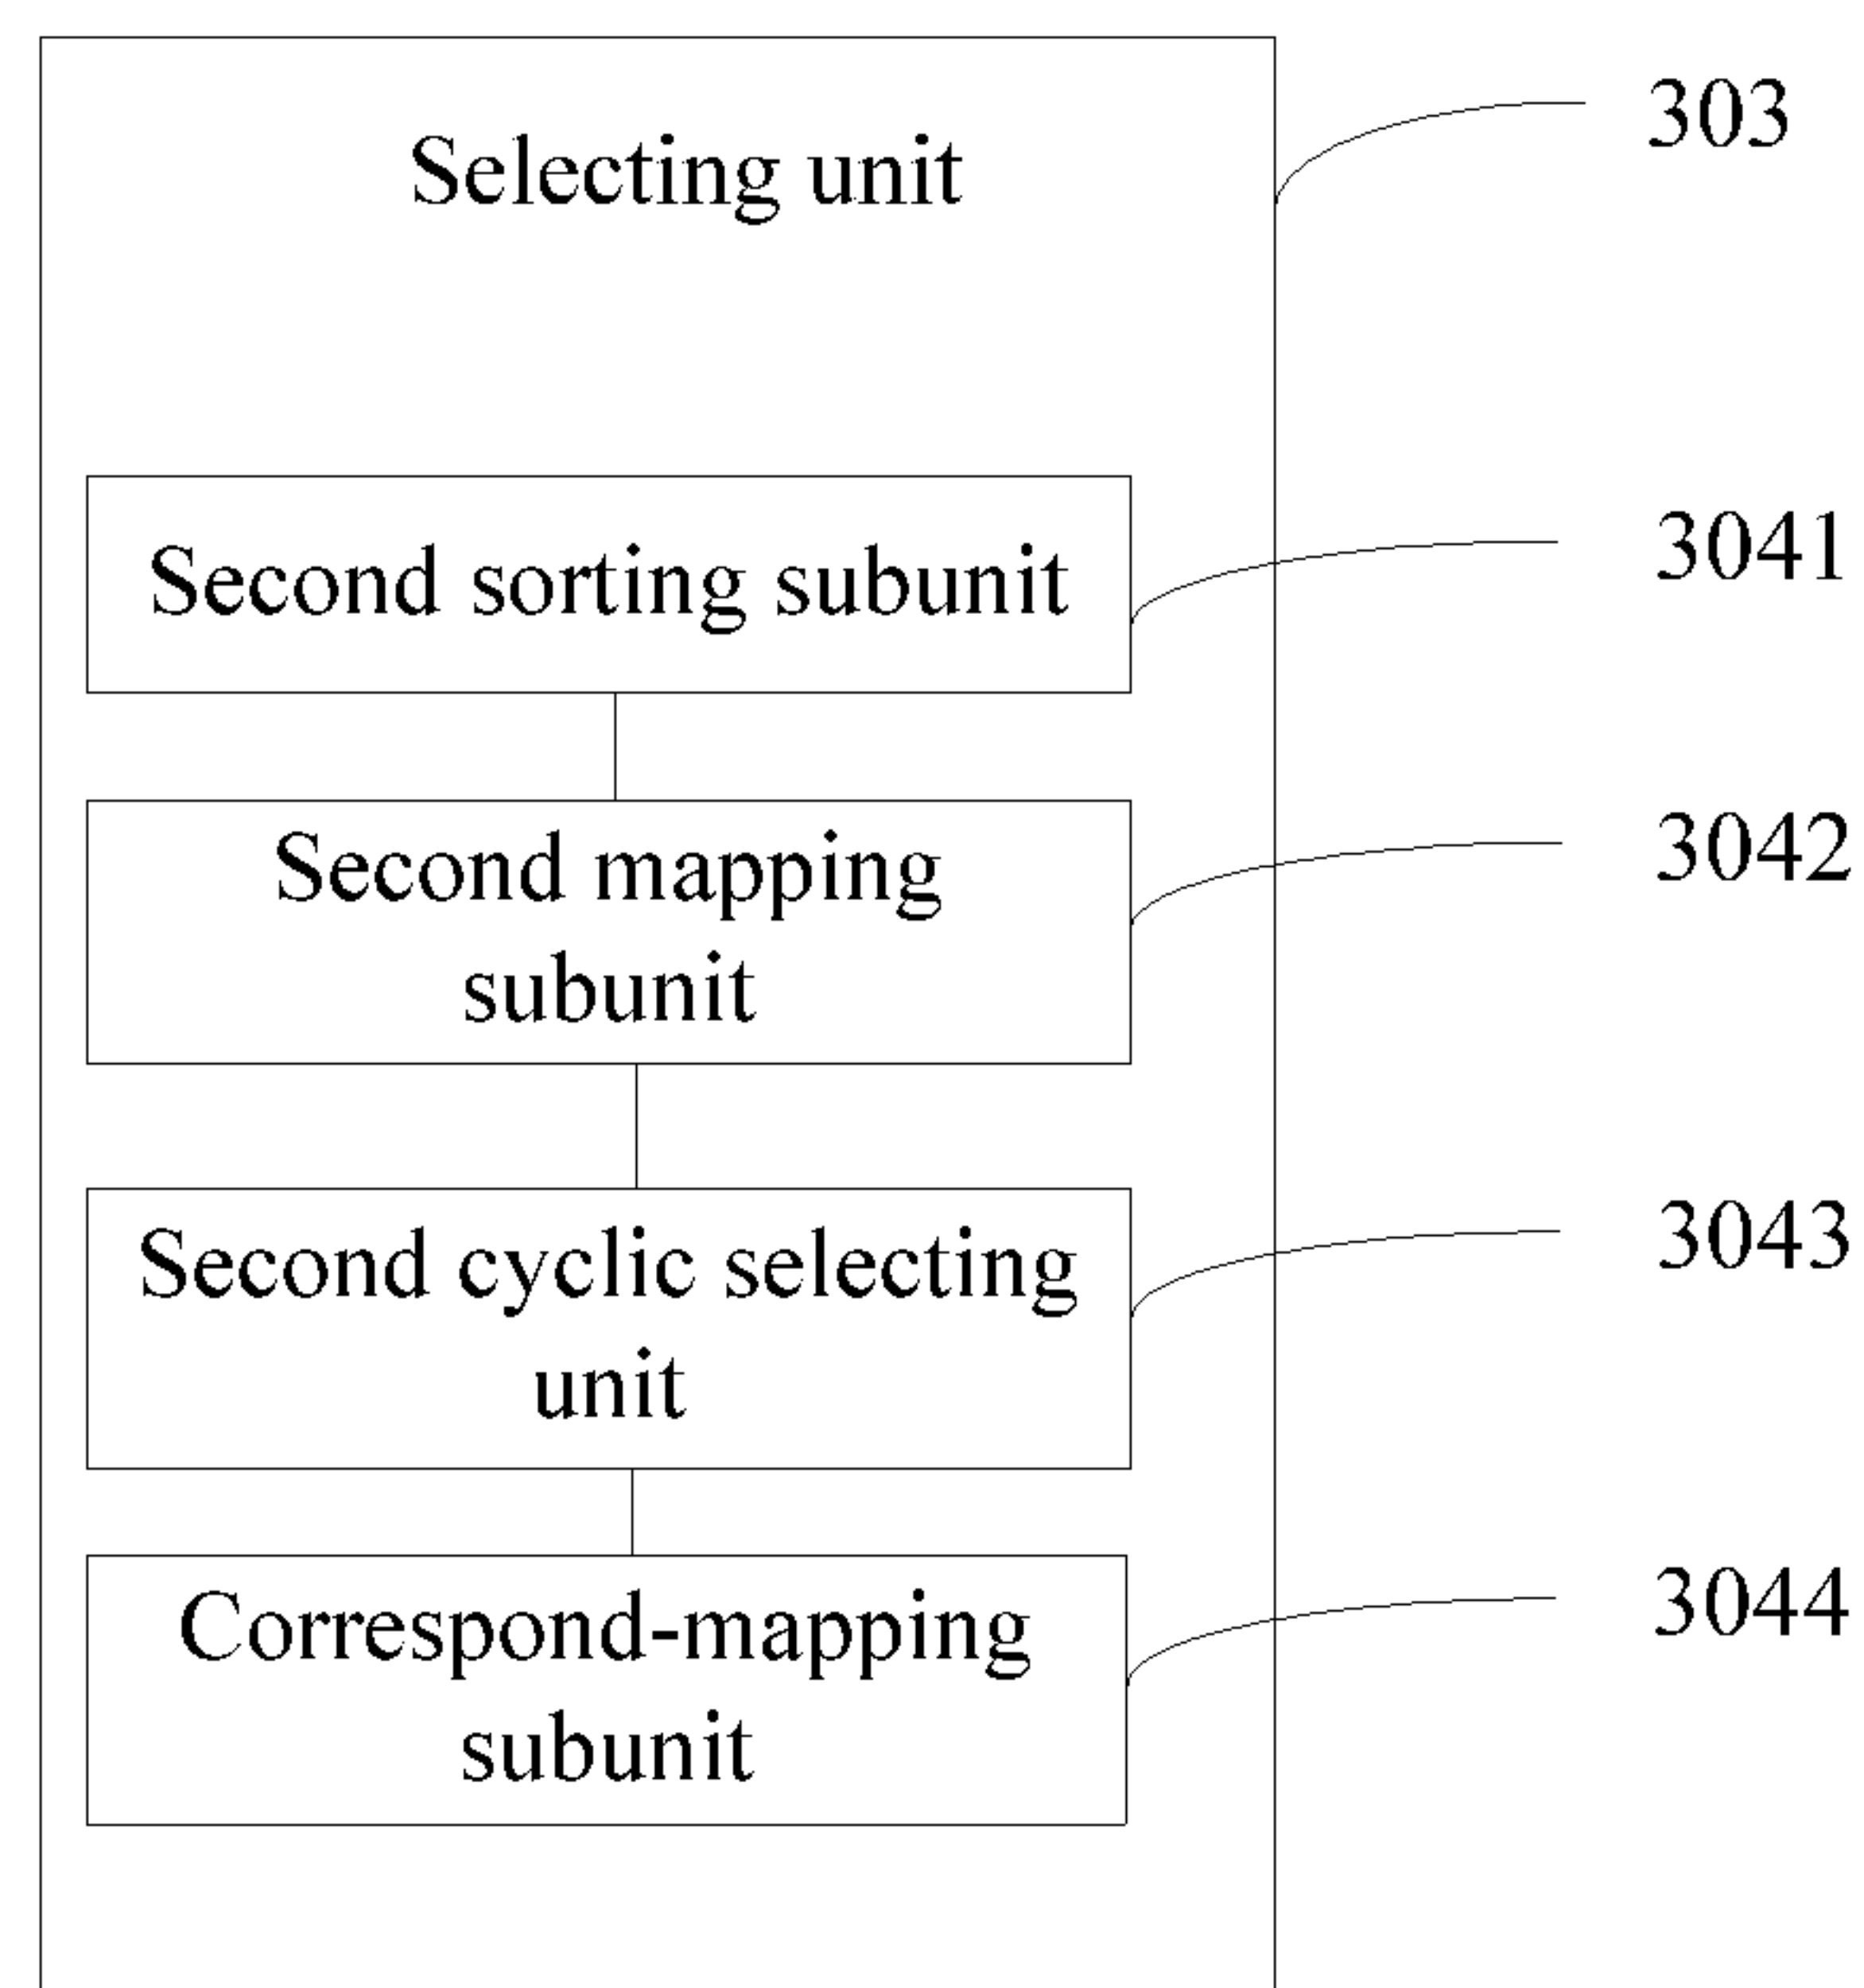 Selecting unit
303
Second sorting subunit
3041
Second mapping
subunit
3042
Second cyclic selecting
unit
3043
Correspond-mapping
subunit
3044